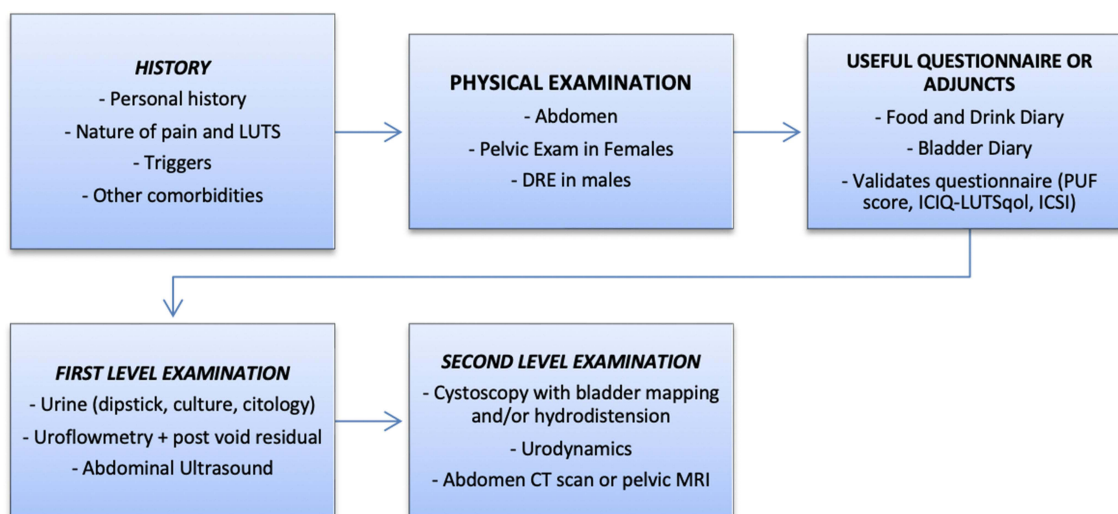 HISTORY
- Personal history
- Nature of pain and LUTS
- Triggers
- Other comorbidities
PHYSICAL EXAMINATION
- Abdomen
- Pelvic Exam in Females
- DRE in males
USEFUL QUESTIONNAIRE OR
ADJUNCTS
- Food and Drink Diary
- Bladder Diary
- Validates questionnaire (PUF
score, ICIQ-LUTSqol, ICSI)
FIRST LEVEL EXAMINATION
- Urine (dipstick, culture, citology)
- Uroflowmetry + post void residual
- Abdominal Ultrasound
SECOND LEVEL EXAMINATION
- Cystoscopy with bladder mapping
and/or hydrodistension
- Urodynamics
- Abdomen CT scan or pelvic MRI